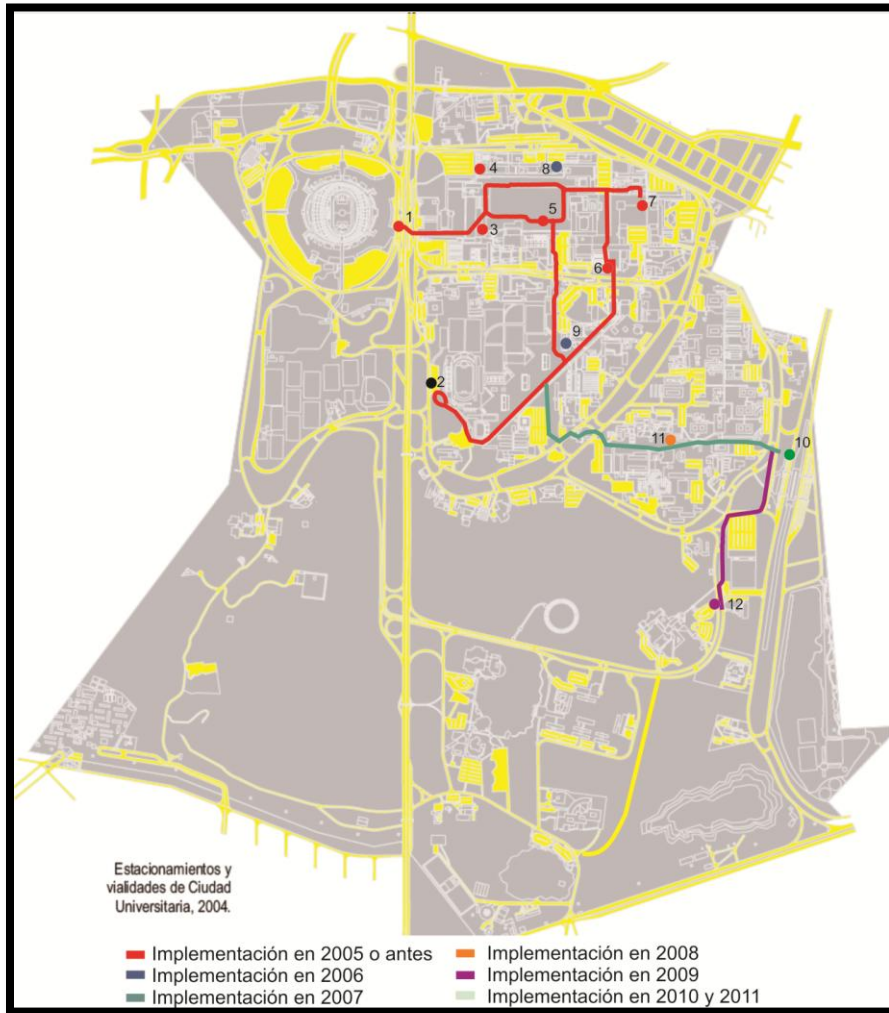 4
8
7
1
5
3
6
9
2
11
10
12
Estacionamientos y
vialidades de Ciudad
Universitaria, 2004.
Implementación en 2005 o antes
Implementación en 2006
Implementación en 2007
Implementación en 2008
Implementación en 2009
Implementación en 2010 y 2011